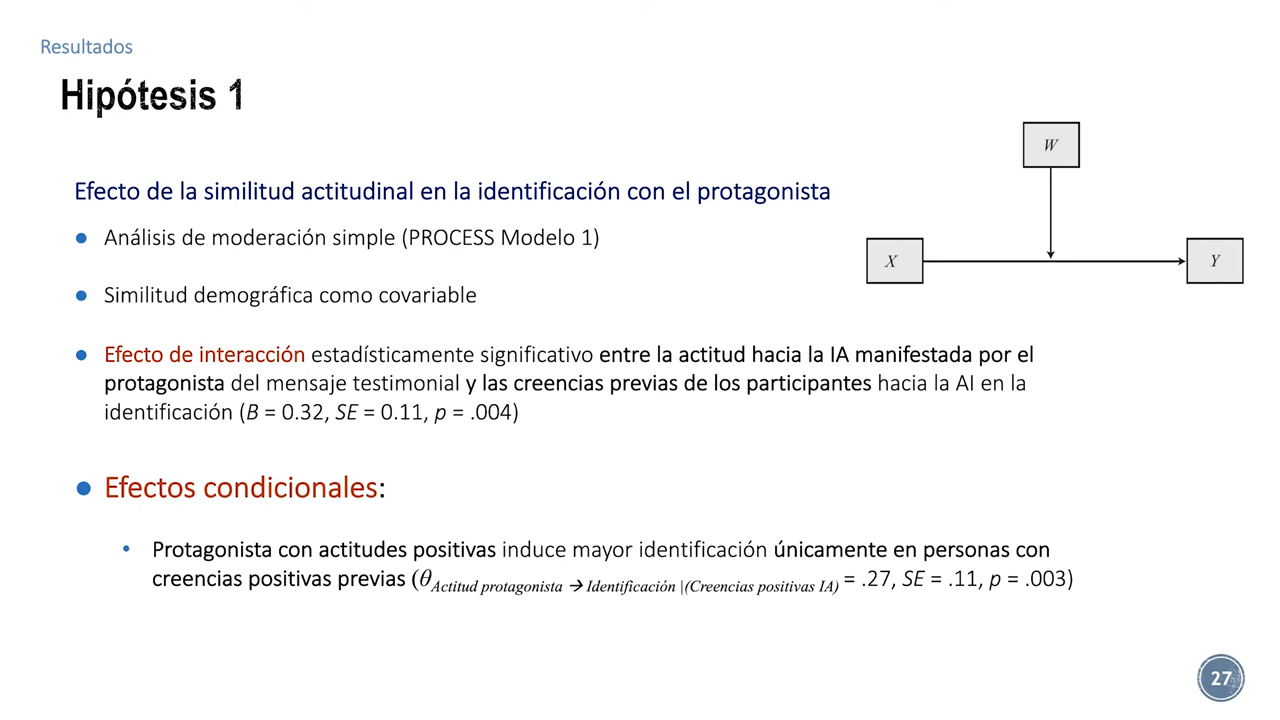 Resultados
Hipótesis 1
W
X
Y
Efecto de la similitud actitudinal en la identificación con el protagonista
● Análisis de moderación simple (PROCESS Modelo 1)
● Similitud demográfica como covariable
● Efecto de interacción estadísticamente significativo entre la actitud hacia la IA manifestada por el
protagonista del mensaje testimonial y las creencias previas de los participantes hacia la AI en la
identificación (B = 0.32, SE = 0.11, p = .004)
● Efectos condicionales:
• Protagonista con actitudes positivas induce mayor identificación únicamente en personas con
creencias positivas previas (θActitud protagonista → Identificación |(Creencias positivas IA) = .27, SE = .11, p = .003)
27